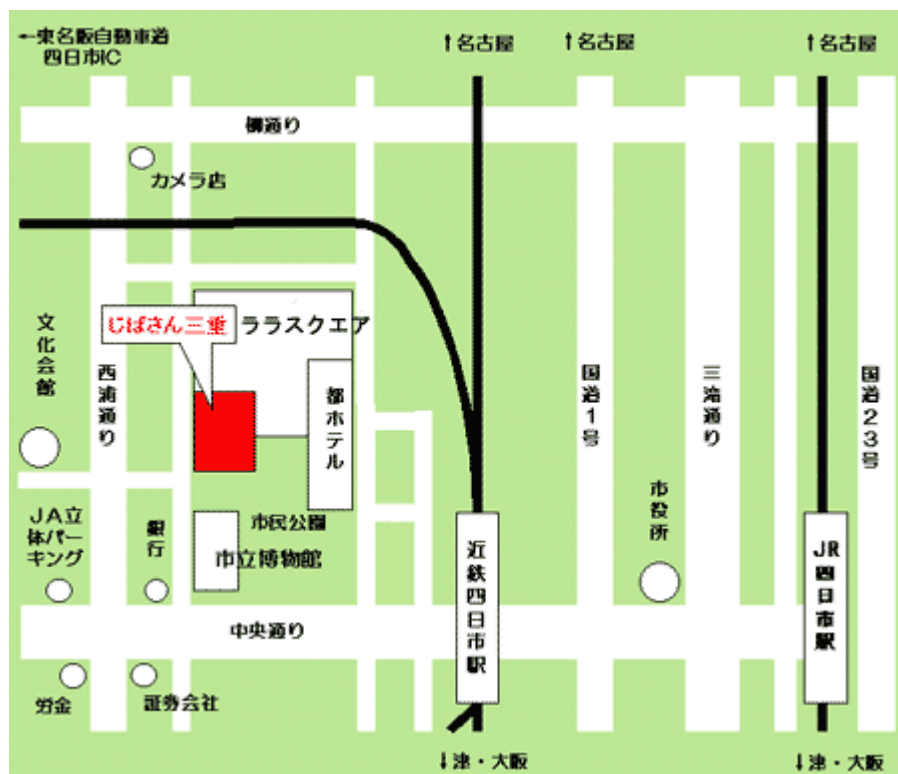 ←東名阪自動車道
四日市IC
↑名古屋
↑名古屋
↑名古屋
柳通り
カメラ店
じばさん三重
ララスクエア
文化会館
西浦通り
都ホテル
国道1号
三滝通り
国道23号
JA立
体パー
キング
銀行
市民公園
市立博物館
市役所
近鉄四日市駅
JR四日市駅
中央通り
労金
証券会社
↓津・大阪
↓津・大阪